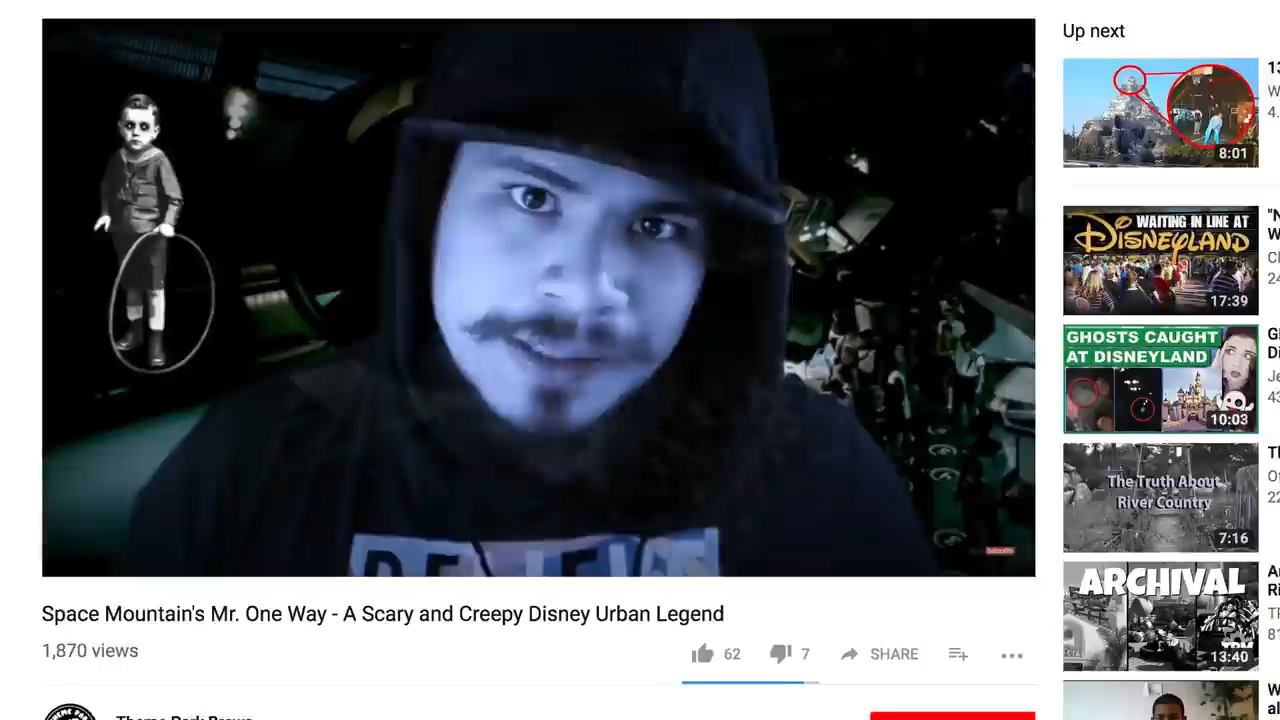 Up next
8:01
WAITING IN LINE AT
DISNEYLAND
17:39
GHOSTS CAUGHT
AT DISNEYLAND
10:03
The Truth About
River Country
7:16
ARCHIVAL
13:40
Subscribe
Space Mountain's Mr. One Way - A Scary and Creepy Disney Urban Legend
1,870 views
62
7
SHARE